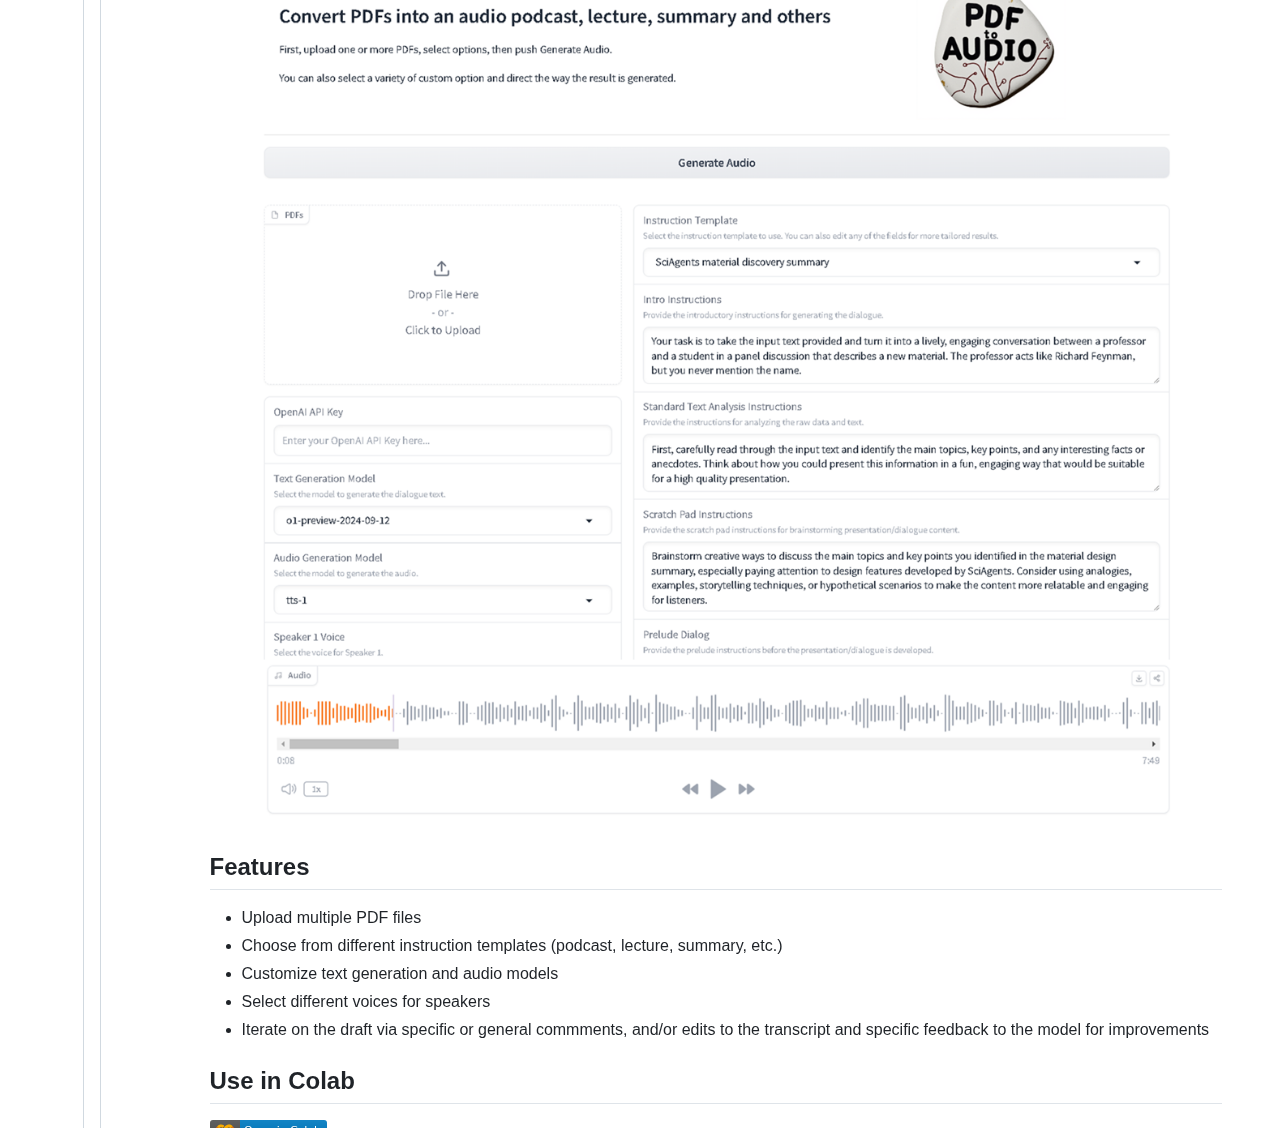 Convert PDFs into an audio podcast, lecture, summary and others
First, upload one or more PDFs, select options, then push Generate Audio.
You can also select a variety of custom option and direct the way the result is generated.
PDF
to
AUDIO
Generate Audio
PDFs
Drop File Here
- or -
Click to Upload
OpenAI API Key
Enter your OpenAI API Key here...
Text Generation Model
Select the model to generate the dialogue text.
o1-preview-2024-09-12
Audio Generation Model
Select the model to generate the audio.
tts-1
Speaker 1 Voice
Select the voice for Speaker 1.
Instruction Template
Select the instruction template to use. You can also edit any of the fields for more tailored results.
SciAgents material discovery summary
Intro Instructions
Provide the introductory instructions for generating the dialogue.
Your task is to take the input text provided and turn it into a lively, engaging conversation between a professor
and a student in a panel discussion that describes a new material. The professor acts like Richard Feynman,
but you never mention the name.
Standard Text Analysis Instructions
Provide the instructions for analyzing the raw data and text.
First, carefully read through the input text and identify the main topics, key points, and any interesting facts or
anecdotes. Think about how you could present this information in a fun, engaging way that would be suitable
for a high quality presentation.
Scratch Pad Instructions
Provide the scratch pad instructions for brainstorming presentation/dialogue content.
Brainstorm creative ways to discuss the main topics and key points you identified in the material design
summary, especially paying attention to design features developed by SciAgents. Consider using analogies,
examples, storytelling techniques, or hypothetical scenarios to make the content more relatable and engaging
for listeners.
Prelude Dialog
Provide the prelude instructions before the presentation/dialogue is developed.
Audio
0:08
7:49
1x
Features
Upload multiple PDF files
Choose from different instruction templates (podcast, lecture, summary, etc.)
Customize text generation and audio models
Select different voices for speakers
Iterate on the draft via specific or general commments, and/or edits to the transcript and specific feedback to the model for improvements
Use in Colab